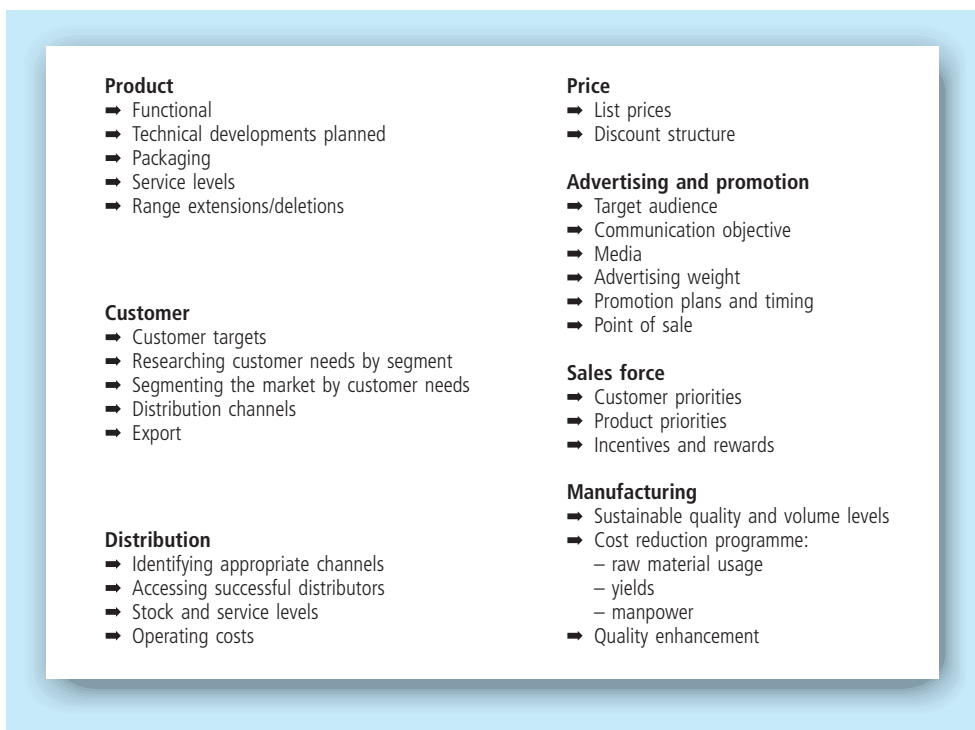 Product
➡ Functional
➡ Technical developments planned
➡ Packaging
➡ Service levels
➡ Range extensions/deletions
Customer
➡ Customer targets
➡ Researching customer needs by segment
➡ Segmenting the market by customer needs
➡ Distribution channels
➡ Export
Distribution
➡ Identifying appropriate channels
➡ Accessing successful distributors
➡ Stock and service levels
➡ Operating costs
Price
➡ List prices
➡ Discount structure
Advertising and promotion
➡ Target audience
➡ Communication objective
➡ Media
➡ Advertising weight
➡ Promotion plans and timing
➡ Point of sale
Sales force
➡ Customer priorities
➡ Product priorities
➡ Incentives and rewards
Manufacturing
➡ Sustainable quality and volume levels
➡ Cost reduction programme:
– raw material usage
– yields
– manpower
➡ Quality enhancement